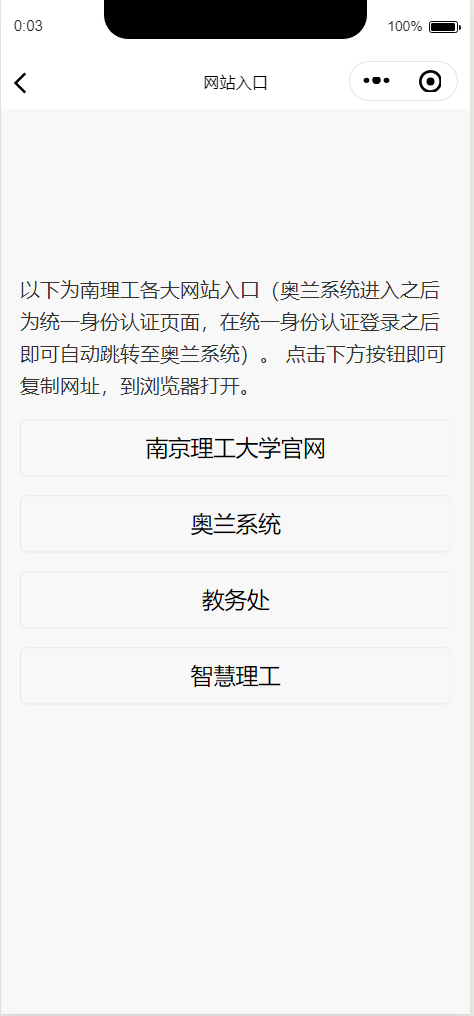 0:03
100%
网站入口
以下为南理工各大网站入口（奥兰系统进入之后
为统一身份认证页面，在统一身份认证登录之后
即可自动跳转至奥兰系统）。 点击下方按钮即可
复制网址，到浏览器打开。
南京理工大学官网
奥兰系统
教务处
智慧理工